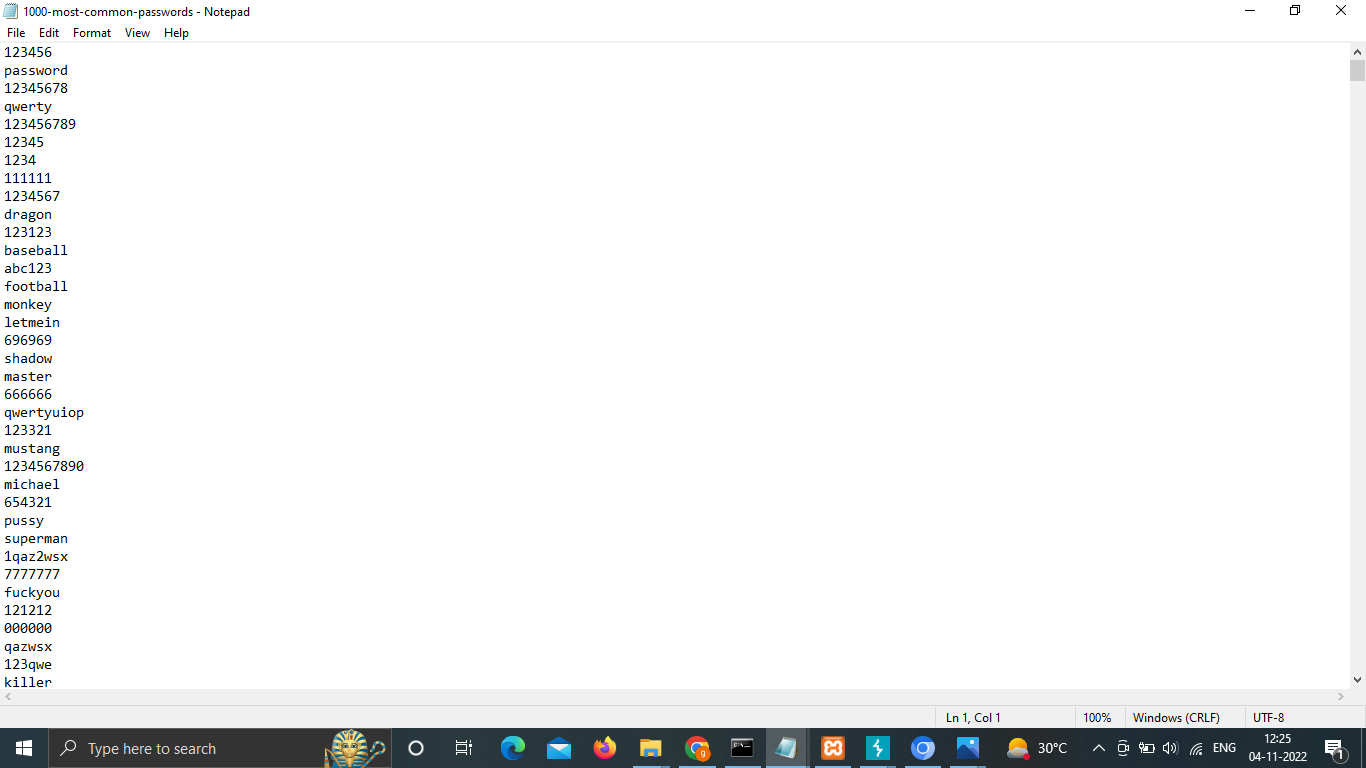 1000-most-common-passwords - Notepad
File Edit Format View Help
123456
password
12345678
qwerty
123456789
12345
1234
111111
1234567
dragon
123123
baseball
abc123
football
monkey
letmein
696969
shadow
master
666666
qwertyuiop
123321
mustang
1234567890
michael
654321
pussy
superman
1qaz2wsx
7777777
fuckyou
121212
000000
qazwsx
123qwe
killer
Ln 1, Col 1 100% Windows (CRLF) UTF-8
Type here to search
30°C
ENG
12:25
04-11-2022
1